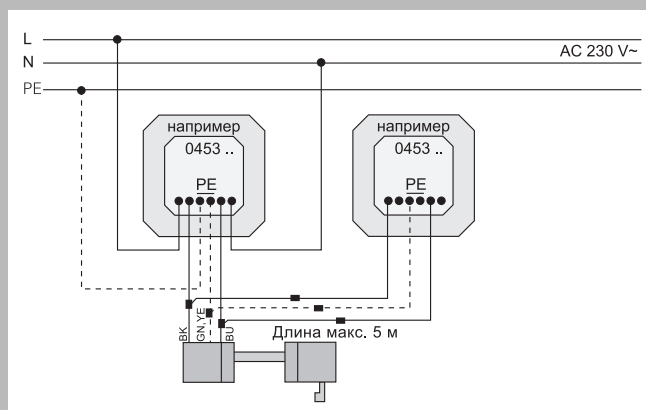 L
AC 230 V~
N
PE
например
0453 ..
PE
например
0453 ..
PE
BK
GN,YE
BU
Длина макс. 5 м